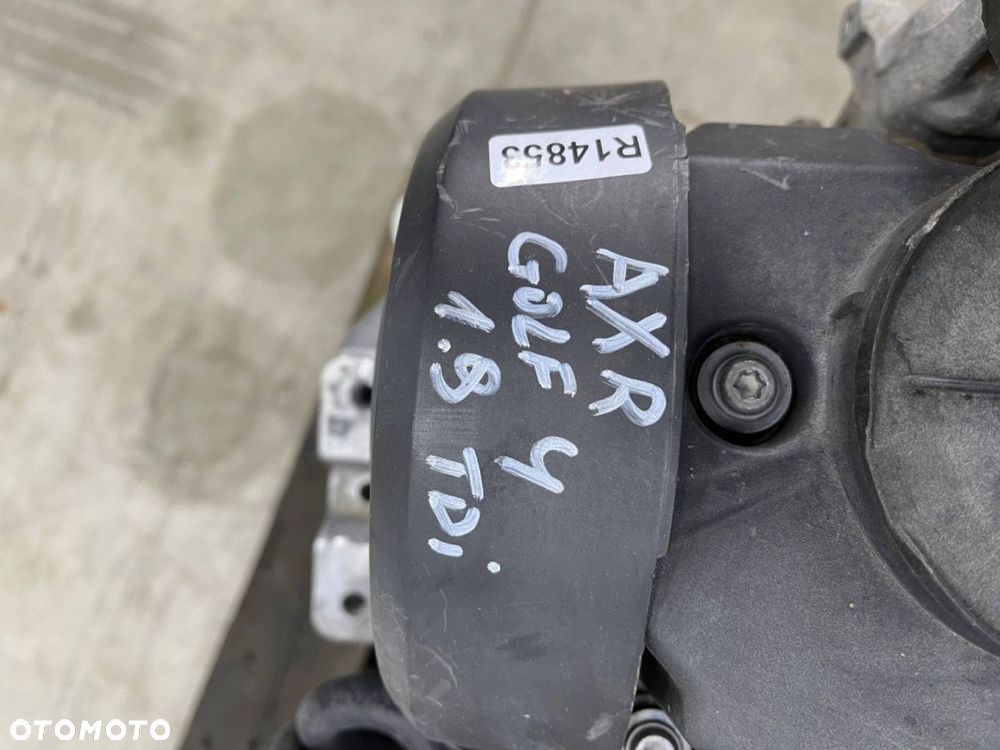 R14853
AXR
GOLF 4
1.9 TDi
OTOMOTO